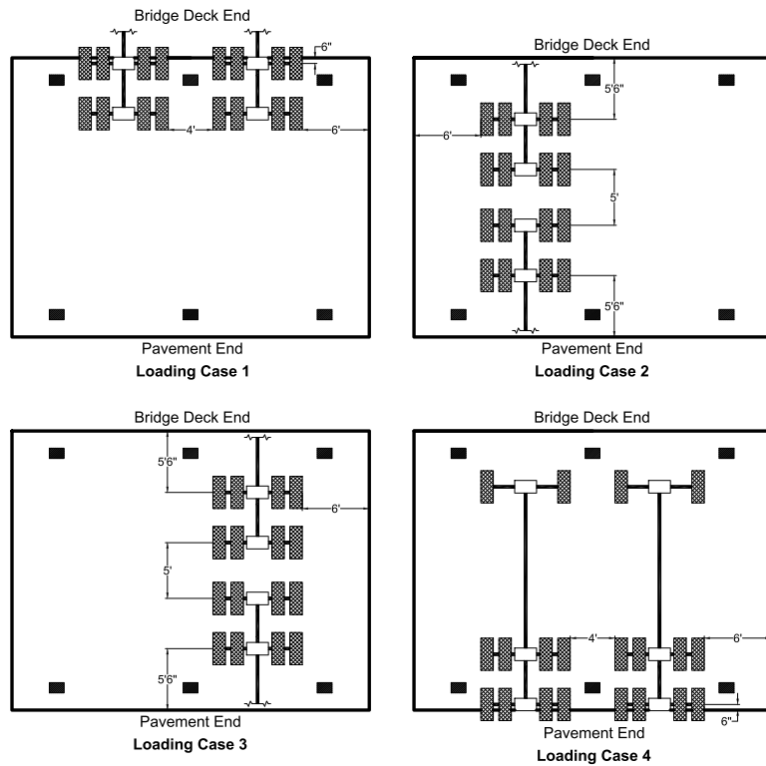 Bridge Deck End
6"
4'
6'
Pavement End
Loading Case 1
Bridge Deck End
5'6"
6'
5'
5'6"
Pavement End
Loading Case 2
Bridge Deck End
5'6"
6'
5'
5'6"
Pavement End
Loading Case 3
Bridge Deck End
4'
6'
6"
Pavement End
Loading Case 4